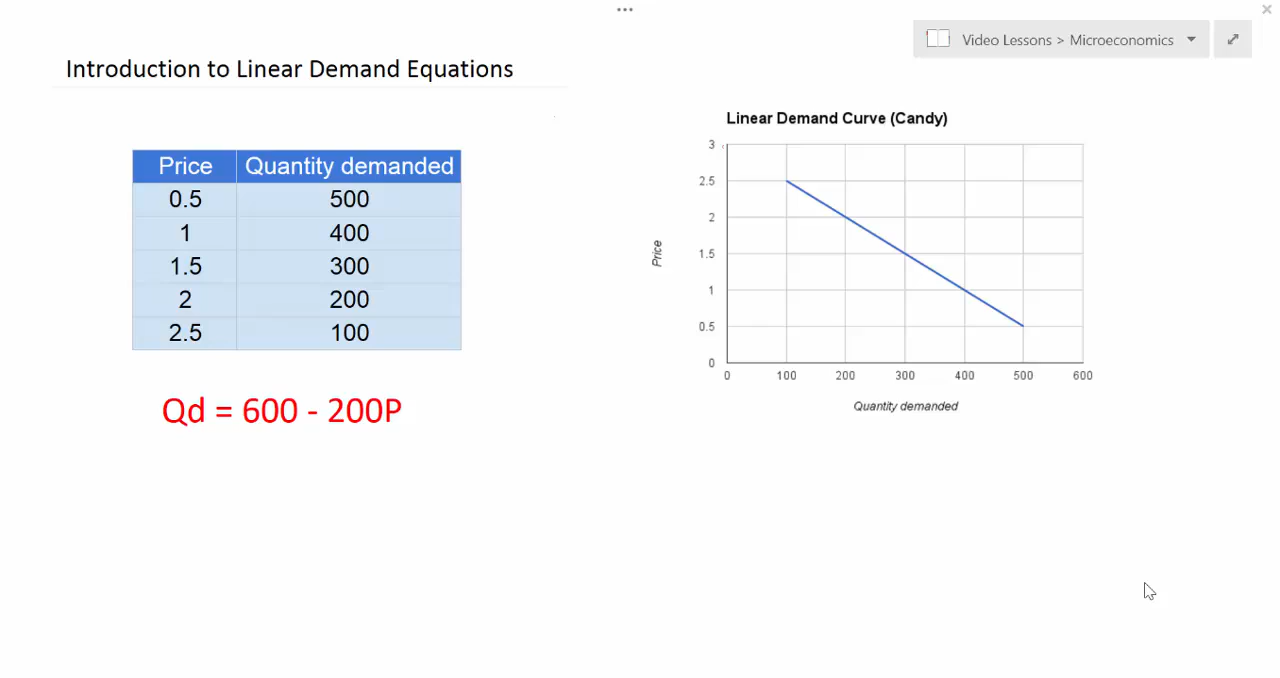 Video Lessons > Microeconomics
Introduction to Linear Demand Equations
Price Quantity demanded
0.5 500
1 400
1.5 300
2 200
2.5 100
Qd = 600 - 200P
Linear Demand Curve (Candy)
3
2.5
2
1.5
1
0.5
0
Price
0 100 200 300 400 500 600
Quantity demanded